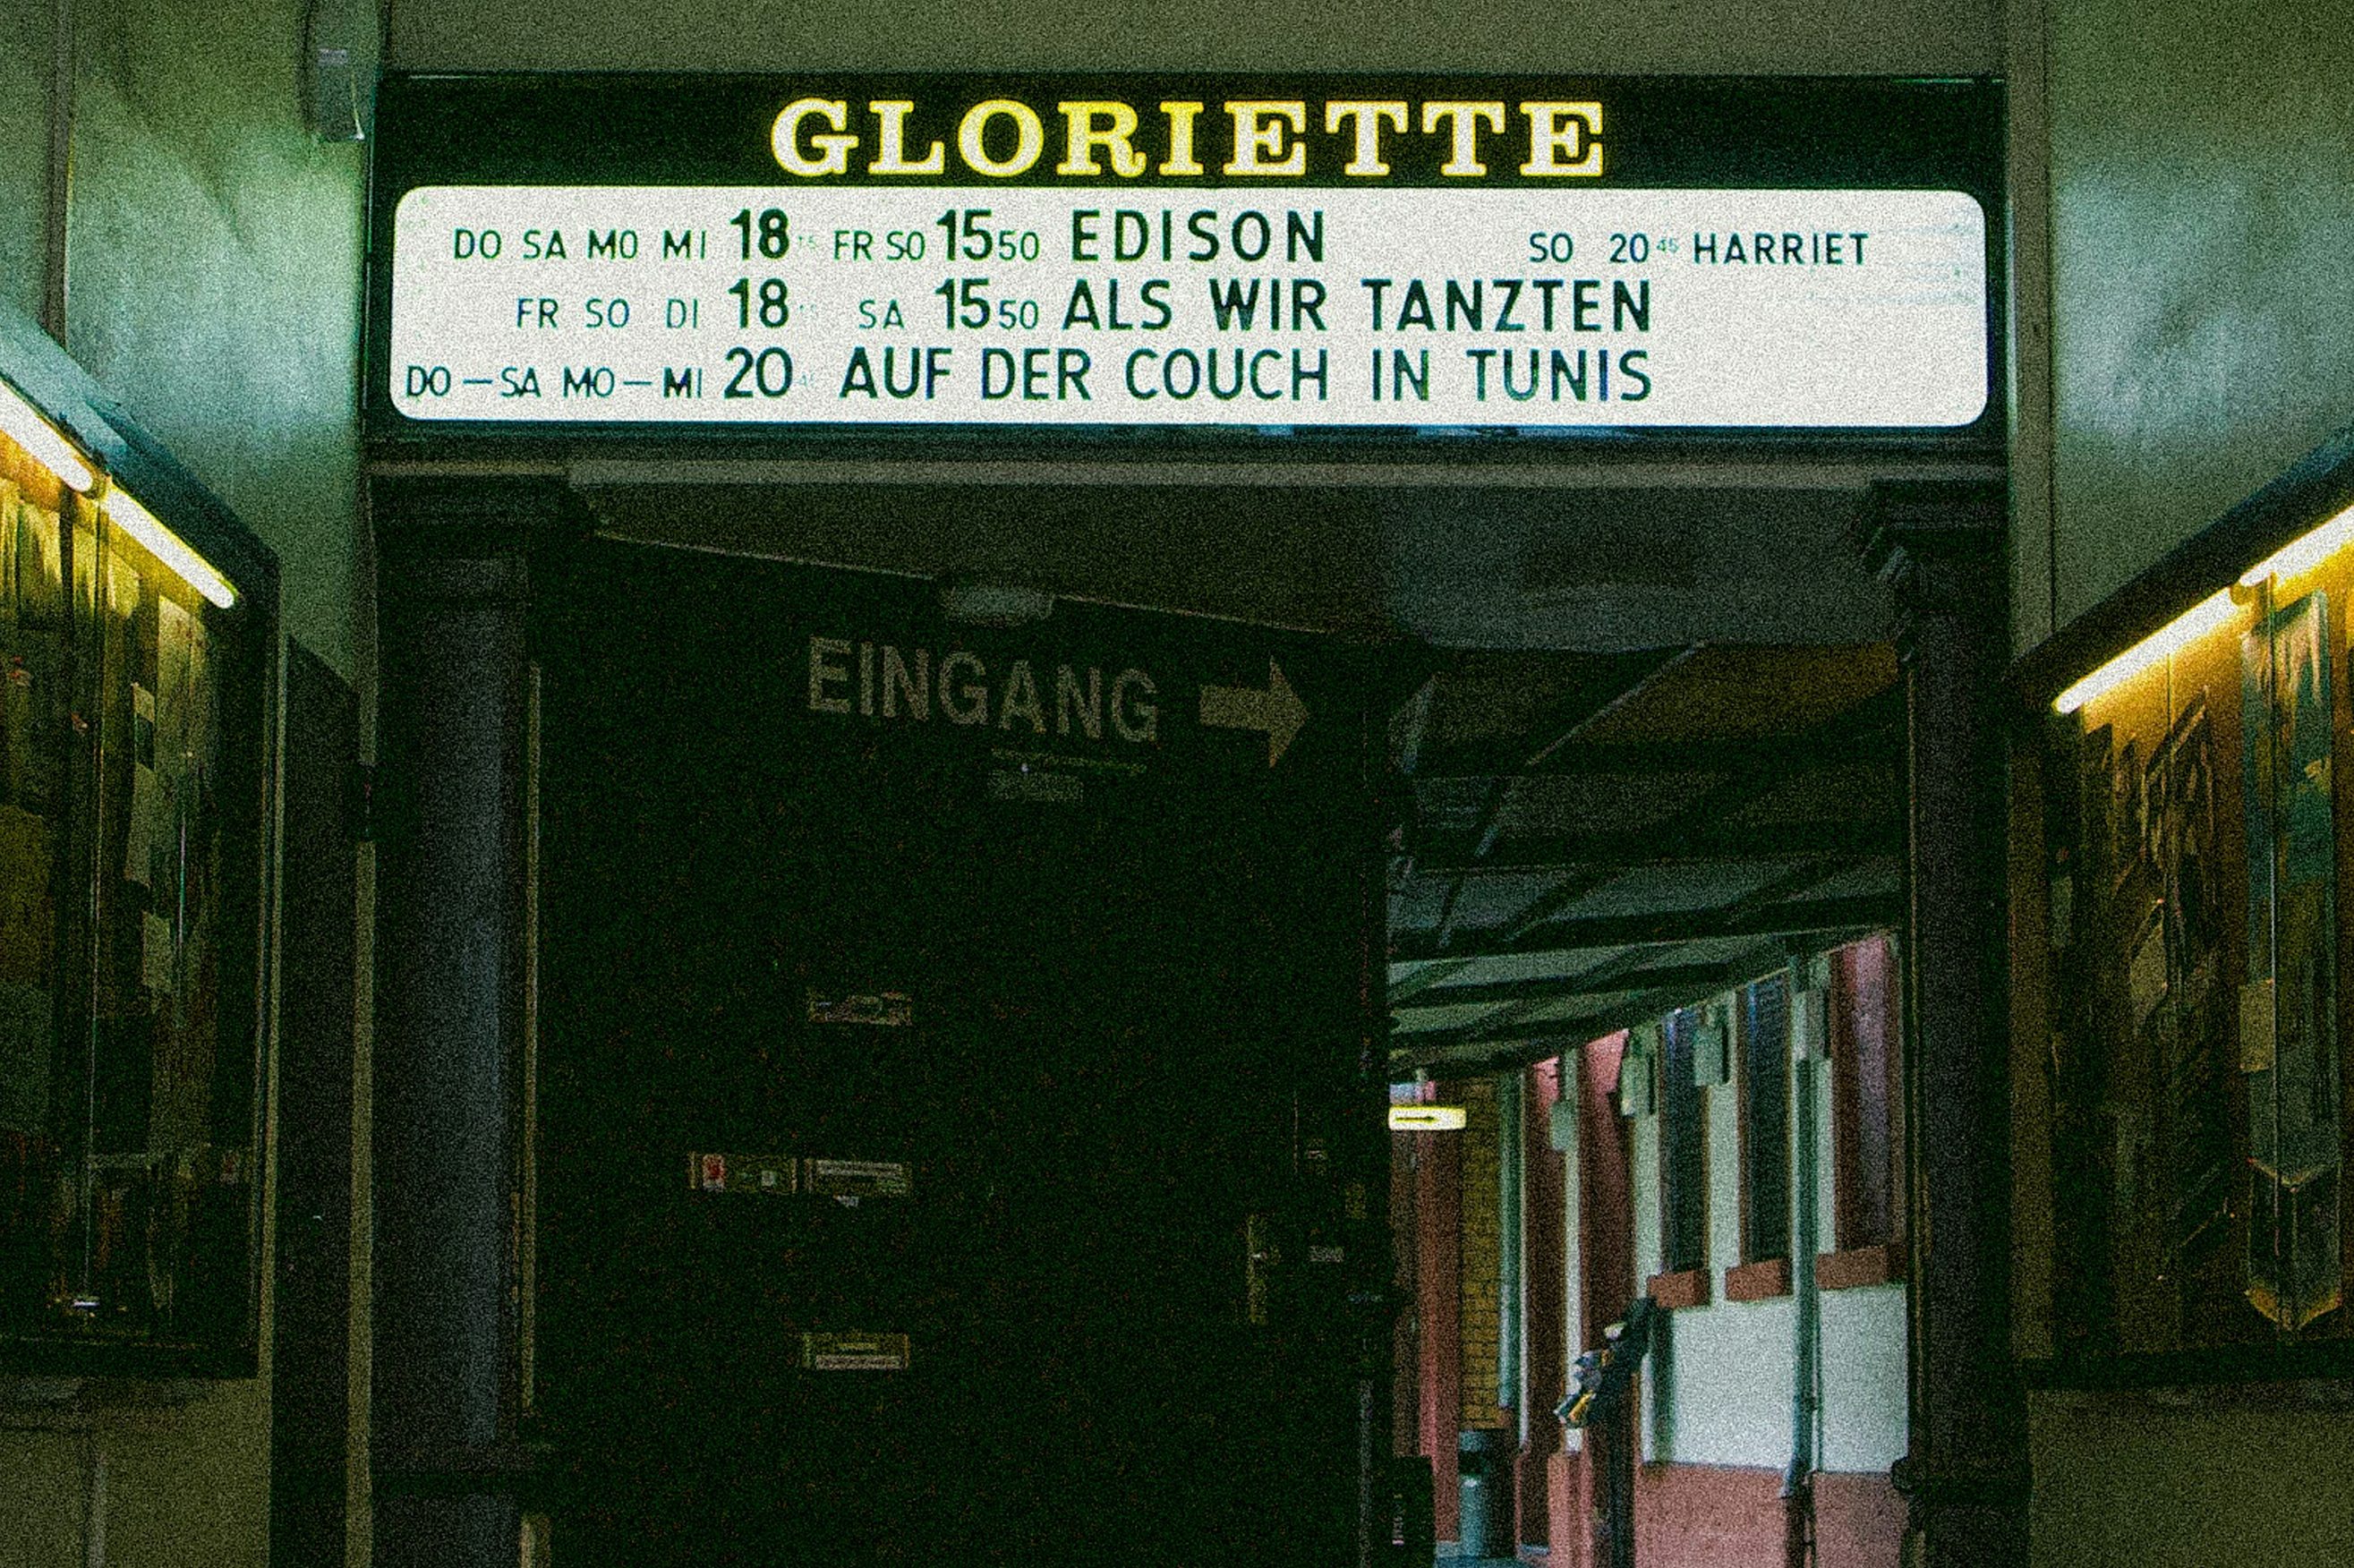 GLORIETTE
DO SA MO MI 18 FR SO 15 50 EDISON SO 20 45 HARRIET
FR SO DI 18 SA 15 50 ALS WIR TANZTEN
DO – SA MO – MI 20 AUF DER COUCH IN TUNIS
EINGANG